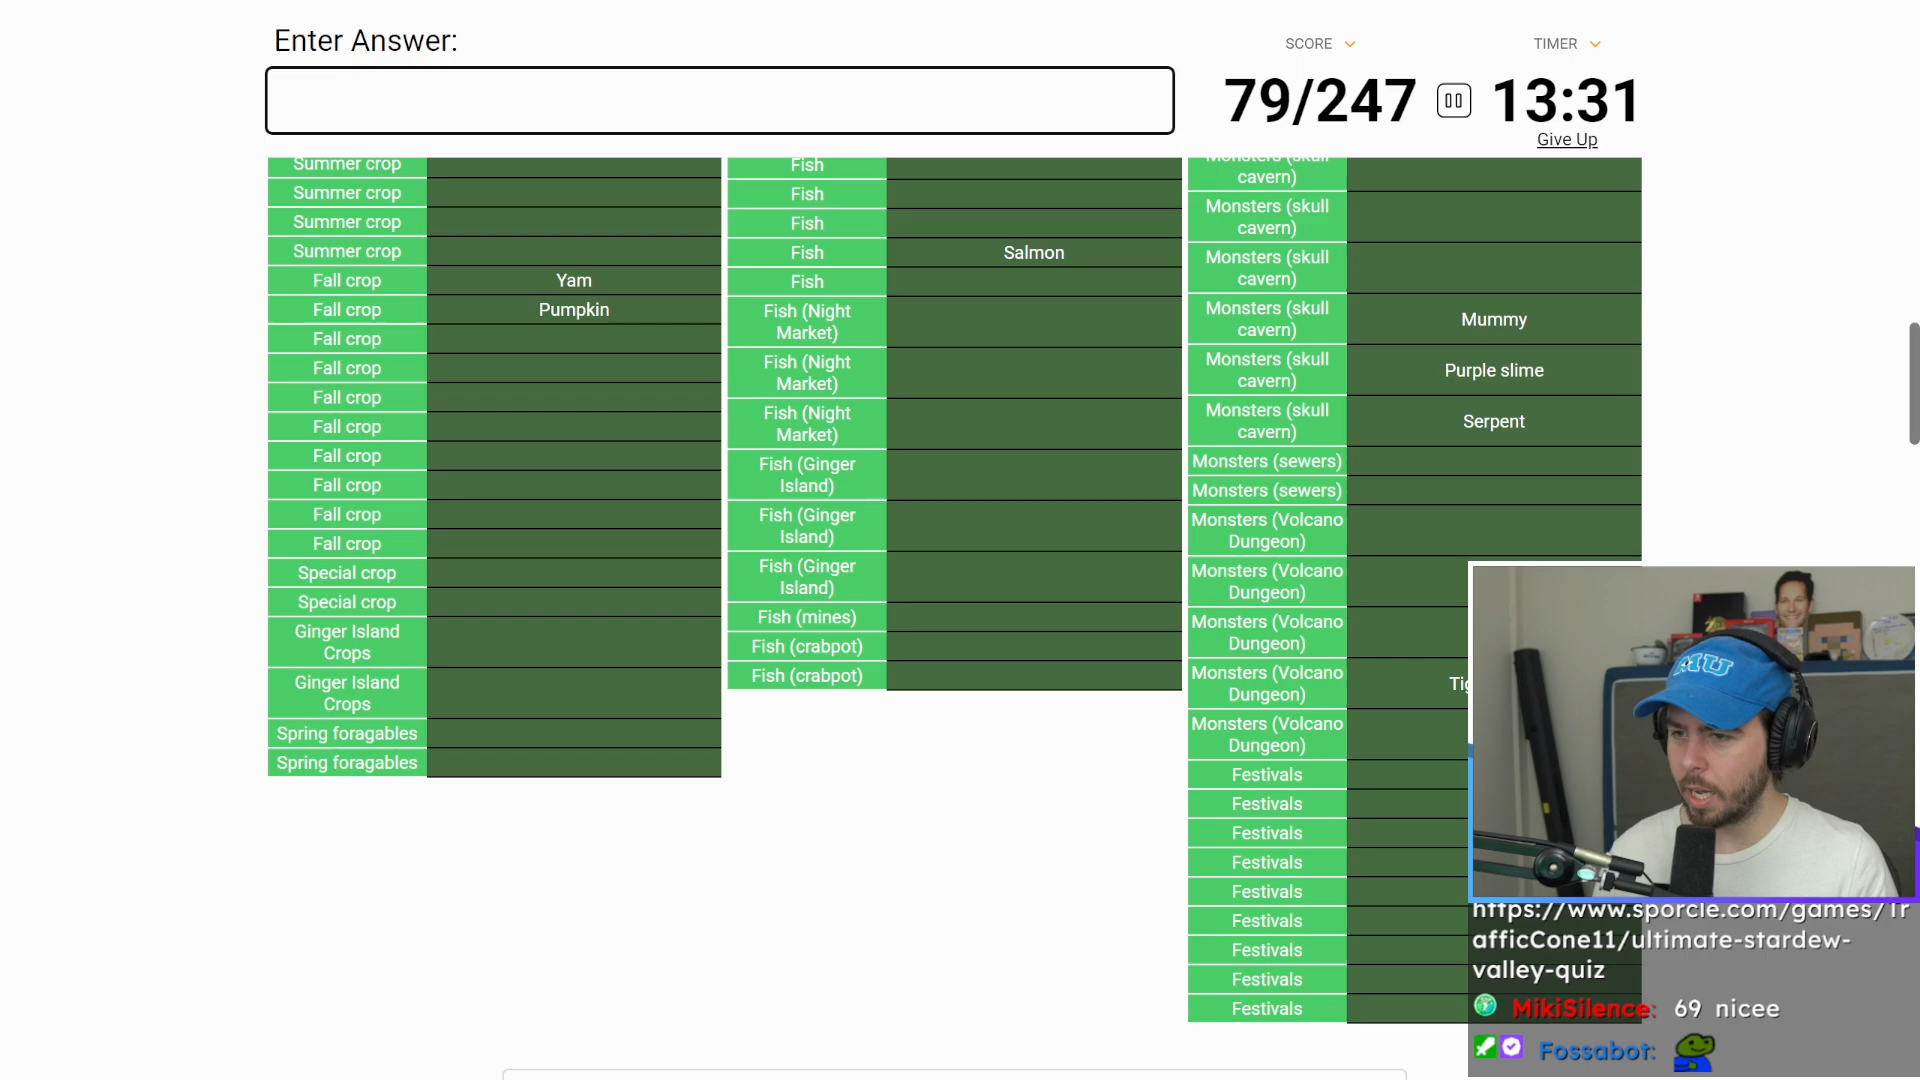 Enter Answer:
SCORE
TIMER
79/247
13:31
Give Up
Summer crop
Summer crop
Summer crop
Summer crop
Fall crop Yam
Fall crop Pumpkin
Fall crop
Fall crop
Fall crop
Fall crop
Fall crop
Fall crop
Fall crop
Fall crop
Special crop
Special crop
Ginger Island
Crops
Ginger Island
Crops
Spring foragables
Spring foragables
Fish
Fish
Fish
Fish Salmon
Fish
Fish (Night
Market)
Fish (Night
Market)
Fish (Night
Market)
Fish (Ginger
Island)
Fish (Ginger
Island)
Fish (Ginger
Island)
Fish (mines)
Fish (crabpot)
Fish (crabpot)
Monsters (skull
cavern)
Monsters (skull
cavern)
Monsters (skull
cavern)
Monsters (skull
cavern)
Mummy
Monsters (skull
cavern)
Purple slime
Monsters (skull
cavern)
Serpent
Monsters (sewers)
Monsters (sewers)
Monsters (Volcano
Dungeon)
Monsters (Volcano
Dungeon)
Monsters (Volcano
Dungeon)
Monsters (Volcano
Dungeon)
Monsters (Volcano
Dungeon)
Festivals
Festivals
Festivals
Festivals
Festivals
Festivals
Festivals
Festivals
Festivals
MU
https://www.sporcle.com/games/Tr
afficCone11/ultimate-stardew-
valley-quiz
MikiSilence: 69 nicee
Fossabot: